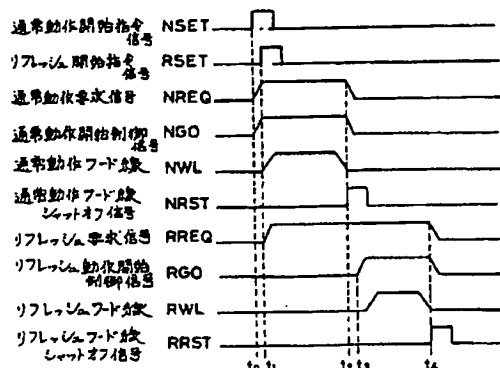 通常動作開始指令信号 NSET
リフレッシュ開始指令信号 RSET
通常動作要求信号 NREQ
通常動作開始制御信号 NGO
通常動作ワード線 NWL
通常動作ワード線
シャットオフ信号 NRST
リフレッシュ要求信号 RREQ
リフレッシュ動作開始
制御信号 RGO
リフレッシュワード線 RWL
リフレッシュワード線
シャットオフ信号 RRST
t0 t1 t2 t3 t4